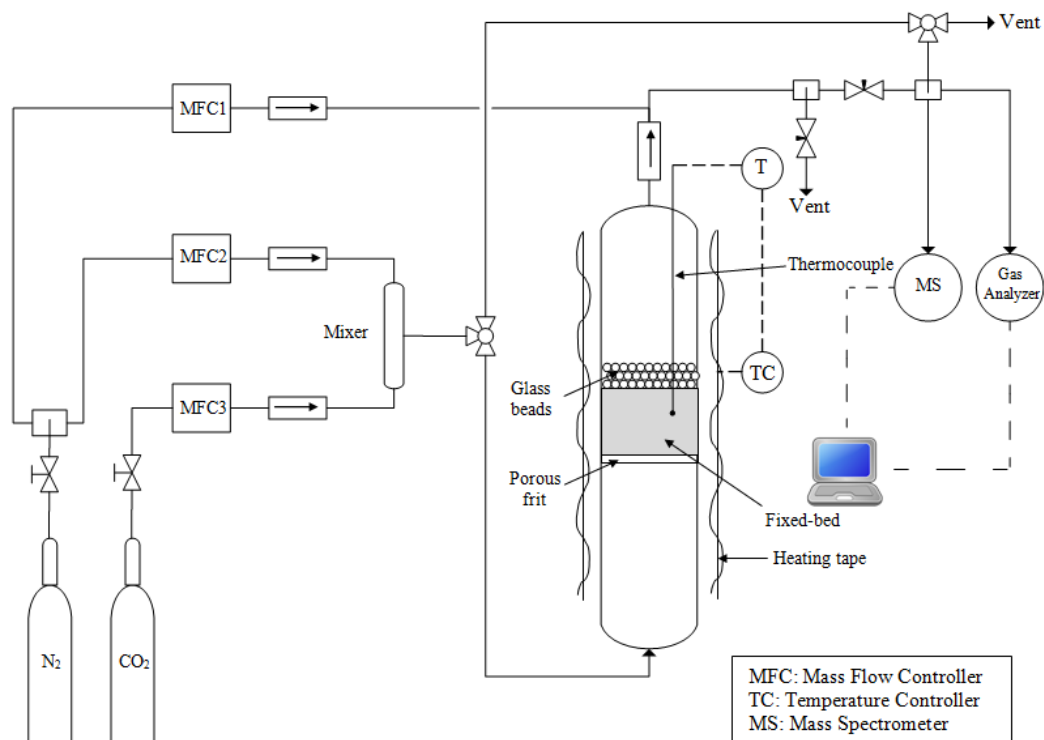 Vent
MFC1
T
Vent
MFC2
Thermocouple
MS
Gas
Analyzer
Mixer
TC
Glass
beads
MFC3
Porous
frit
Fixed-bed
Heating tape
N₂
CO₂
MFC: Mass Flow Controller
TC: Temperature Controller
MS: Mass Spectrometer